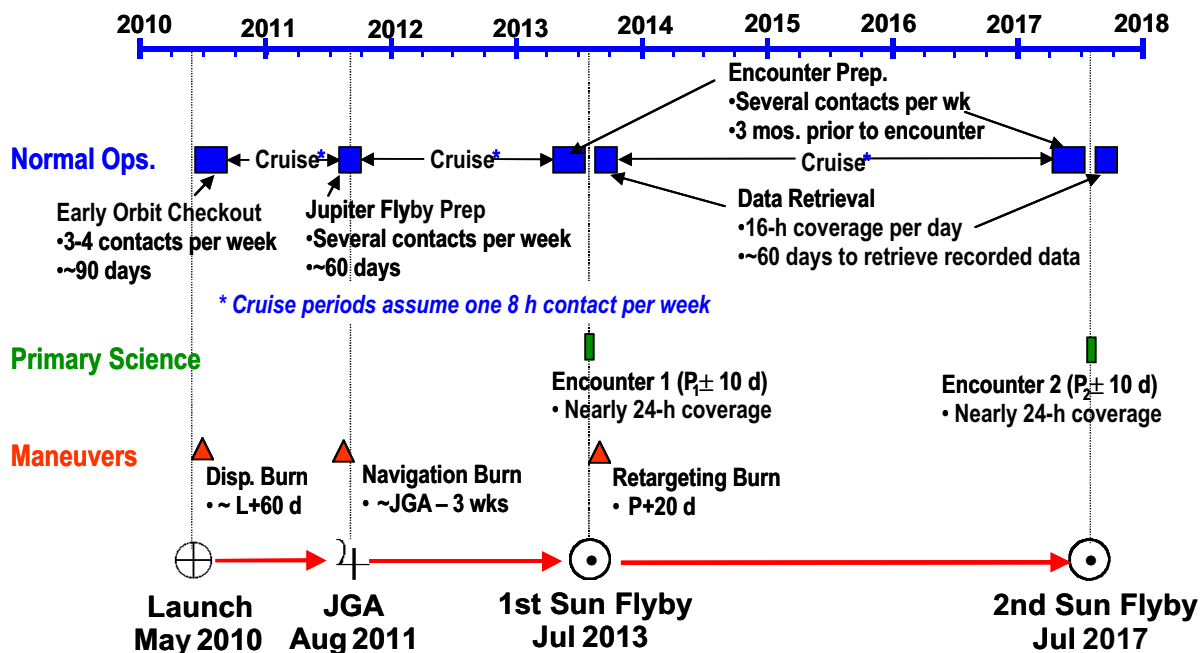 2010 2011 2012 2013 2014 2015 2016 2017 2018
Encounter Prep.
•Several contacts per wk
•3 mos. prior to encounter
Normal Ops.
Cruise*
Cruise*
Cruise*
Early Orbit Checkout
•3-4 contacts per week
•~90 days
Jupiter Flyby Prep
•Several contacts per week
•~60 days
Data Retrieval
•16-h coverage per day
•~60 days to retrieve recorded data
* Cruise periods assume one 8 h contact per week
Primary Science
Encounter 1 (P₁± 10 d)
• Nearly 24-h coverage
Encounter 2 (P₂± 10 d)
• Nearly 24-h coverage
Maneuvers
Disp. Burn
• ~ L+60 d
Navigation Burn
• ~JGA – 3 wks
Retargeting Burn
• P+20 d
Launch
May 2010
JGA
Aug 2011
1st Sun Flyby
Jul 2013
2nd Sun Flyby
Jul 2017